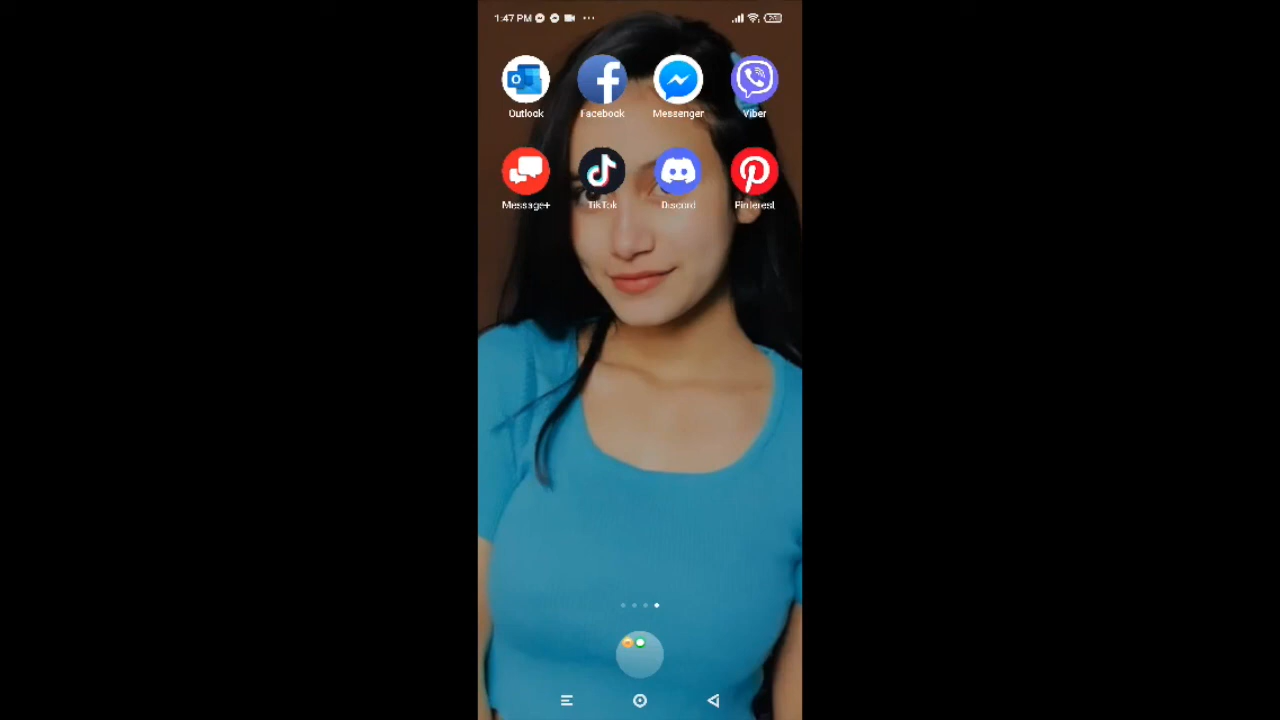 1:47 PM
Outlook Facebook Messenger Viber
Message+ TikTok Discord Pinterest